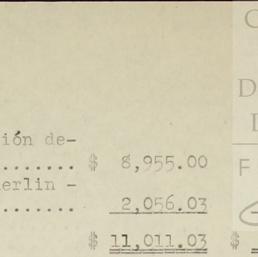 C
D
ión de-
....... $ 8,955.00
F
erlin -
....... 2,056.03
$ 11,011.03 $